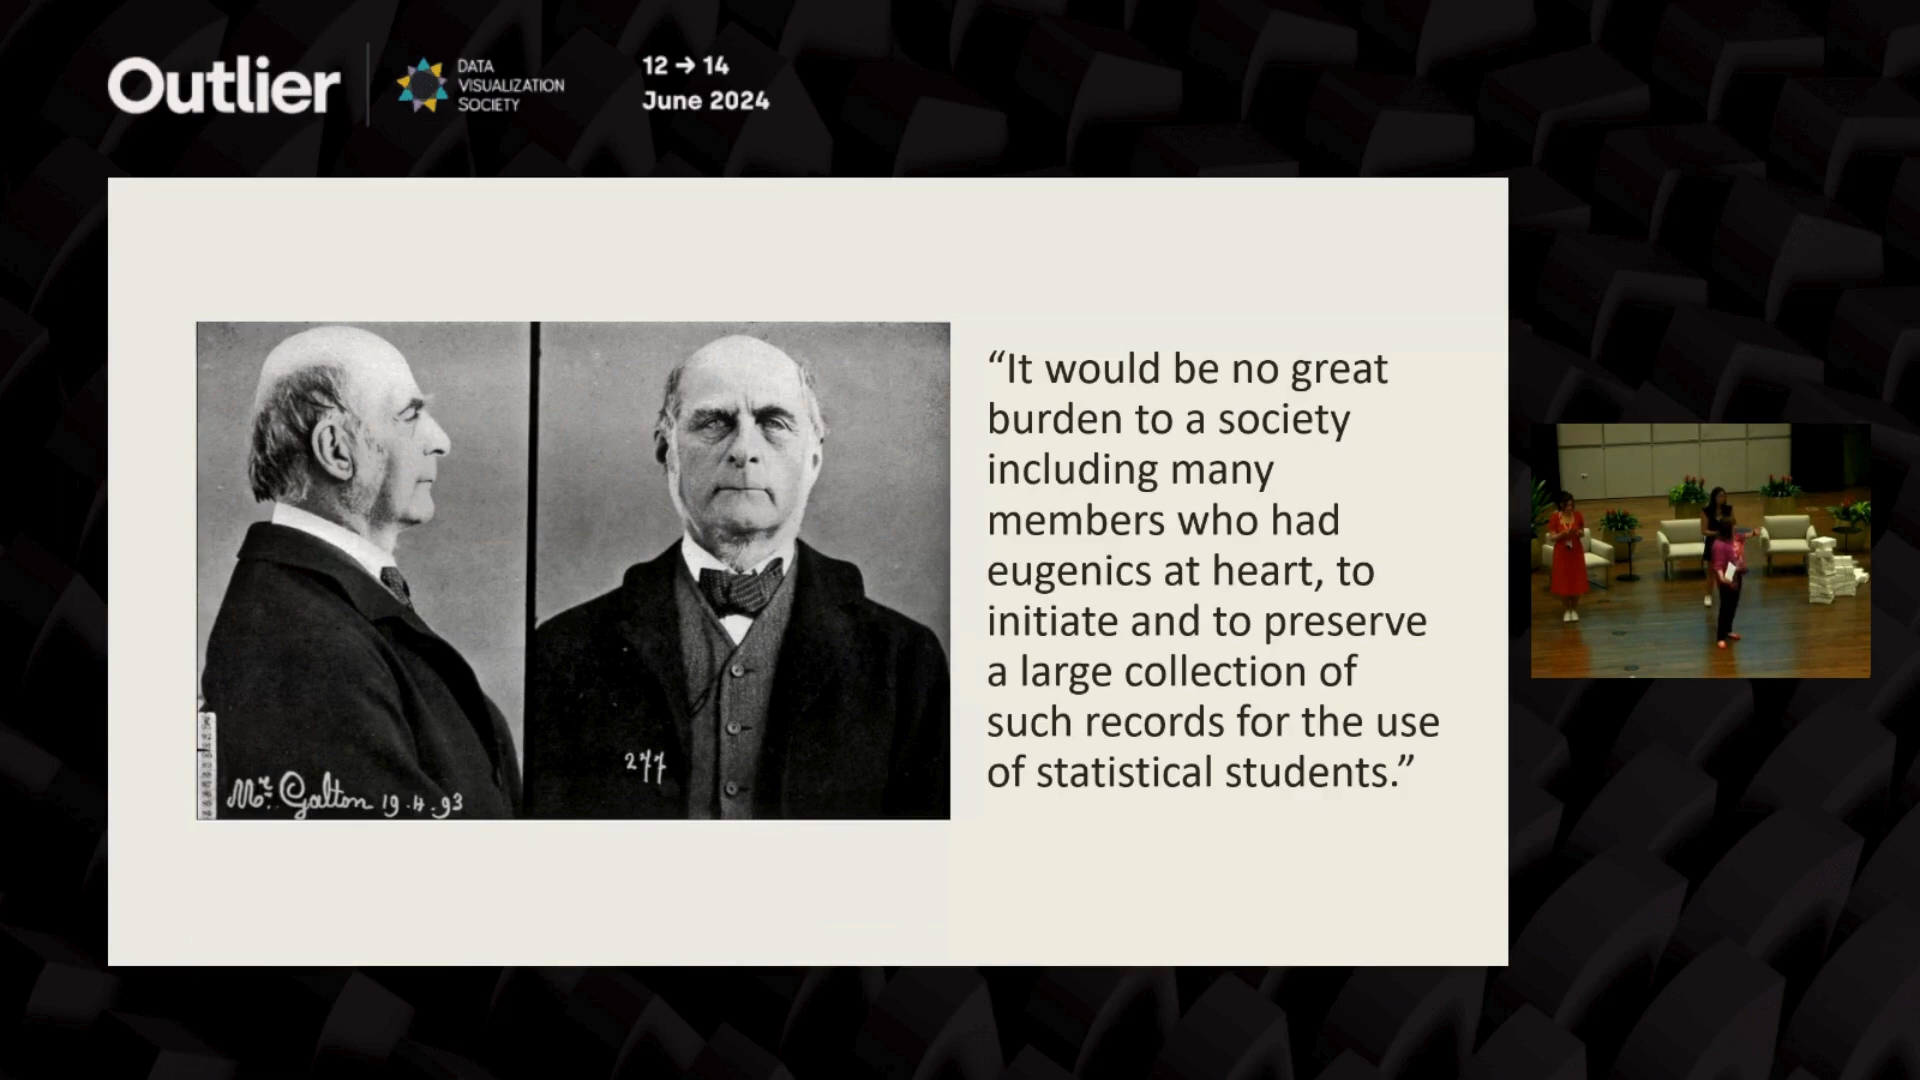 Outlier
DATA
VISUALIZATION
SOCIETY
12 → 14
June 2024
“It would be no great
burden to a society
including many
members who had
eugenics at heart, to
initiate and to preserve
a large collection of
such records for the use
of statistical students.”
277
Mr. Galton 19.4.93